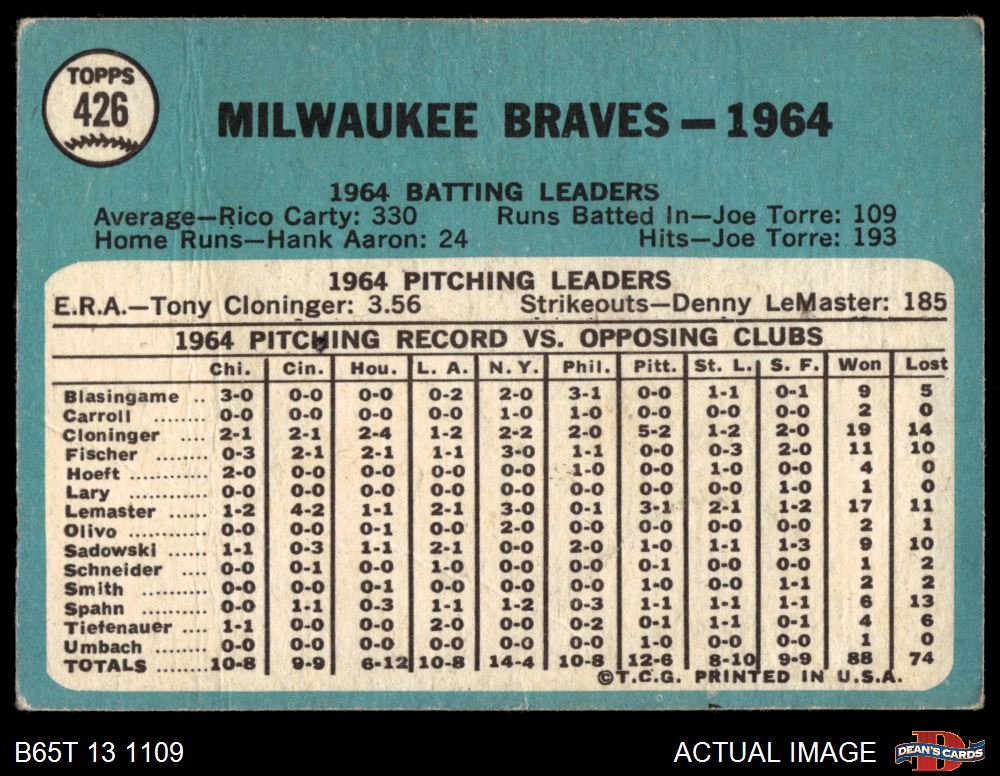 TOPPS
426
MILWAUKEE BRAVES — 1964
1964 BATTING LEADERS
Average—Rico Carty: 330 Runs Batted In—Joe Torre: 109
Home Runs—Hank Aaron: 24 Hits—Joe Torre: 193
1964 PITCHING LEADERS
E.R.A.—Tony Cloninger: 3.56 Strikeouts—Denny LeMaster: 185
1964 PITCHING RECORD VS. OPPOSING CLUBS
Chi. Cin. Hou. L. A. N. Y. Phil. Pitt. St. L. S. F. Won Lost
Blasingame .. 3-0 0-0 0-0 0-2 2-0 3-1 0-0 1-1 0-1 9 5
Carroll ........ 0-0 0-0 0-0 0-0 1-0 1-0 0-0 0-0 0-0 2 0
Cloninger .... 2-1 2-1 2-4 1-2 2-2 2-0 5-2 1-2 2-0 19 14
Fischer ........ 0-3 2-1 2-1 1-1 3-0 1-1 0-0 0-3 2-0 11 10
Hoeft ............ 2-0 0-0 0-0 0-0 0-0 1-0 0-0 1-0 0-0 4 0
Lary ............ 0-0 0-0 0-0 0-0 0-0 0-0 0-0 0-0 1-0 1 0
Lemaster ...... 1-2 4-2 1-1 2-1 3-0 0-1 3-1 2-1 1-2 17 11
Olivo ............ 0-0 0-0 0-1 0-0 2-0 0-0 0-0 0-0 0-0 2 1
Sadowski ...... 1-1 0-3 1-1 2-1 0-0 2-0 1-0 1-1 1-3 9 10
Schneider .... 0-0 0-1 0-0 1-0 0-0 0-0 0-1 0-0 0-0 1 2
Smith .......... 0-0 0-0 0-1 0-0 0-0 0-0 1-0 0-0 1-1 2 2
Spahn .......... 0-0 1-1 0-3 1-1 1-2 0-3 1-1 1-1 1-1 6 13
Tiefenauer .... 1-1 0-0 0-0 2-0 0-0 0-2 0-1 1-1 0-1 4 6
Umbach ........ 0-0 0-0 0-0 0-0 0-0 0-0 1-0 0-0 0-0 1 0
TOTALS ...... 10-8 9-9 6-12 10-8 14-4 10-8 12-6 8-10 9-9 88 74
©T.C.G. PRINTED IN U.S.A.
B65T 13 1109 ACTUAL IMAGE DEAN'S CARDS